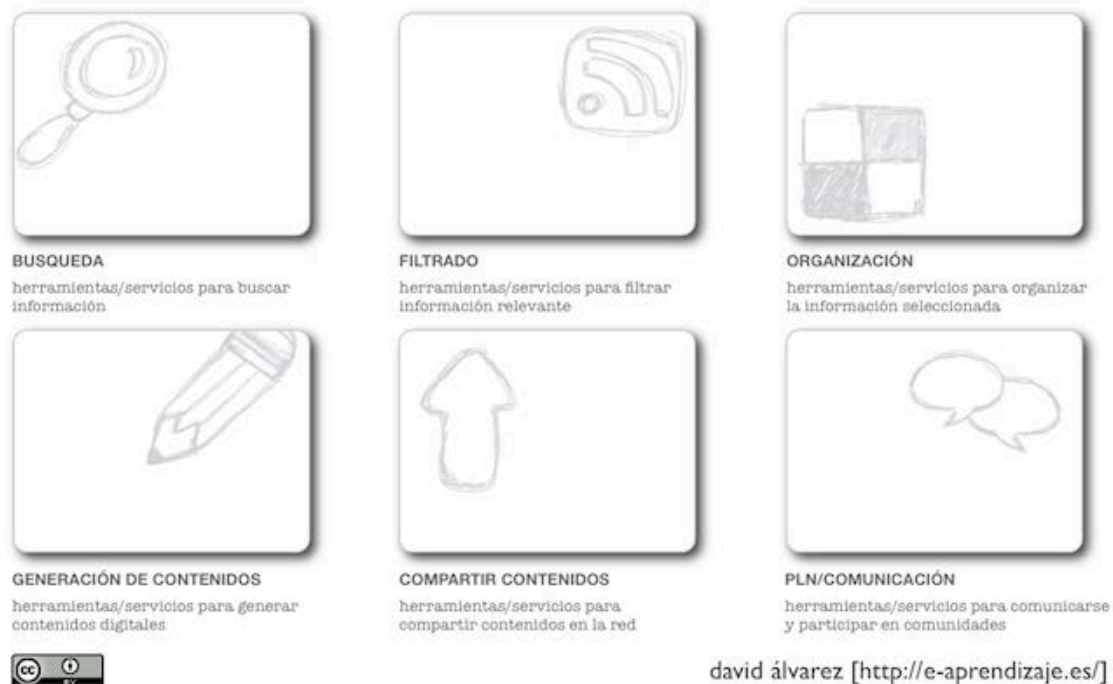 BUSQUEDA
herramientas/servicios para buscar
información
FILTRADO
herramientas/servicios para filtrar
información relevante
ORGANIZACIÓN
herramientas/servicios para organizar
la información seleccionada
GENERACIÓN DE CONTENIDOS
herramientas/servicios para generar
contenidos digitales
COMPARTIR CONTENIDOS
herramientas/servicios para
compartir contenidos en la red
PLN/COMUNICACIÓN
herramientas/servicios para comunicarse
y participar en comunidades
cc
BY
david álvarez [http://e-aprendizaje.es/]